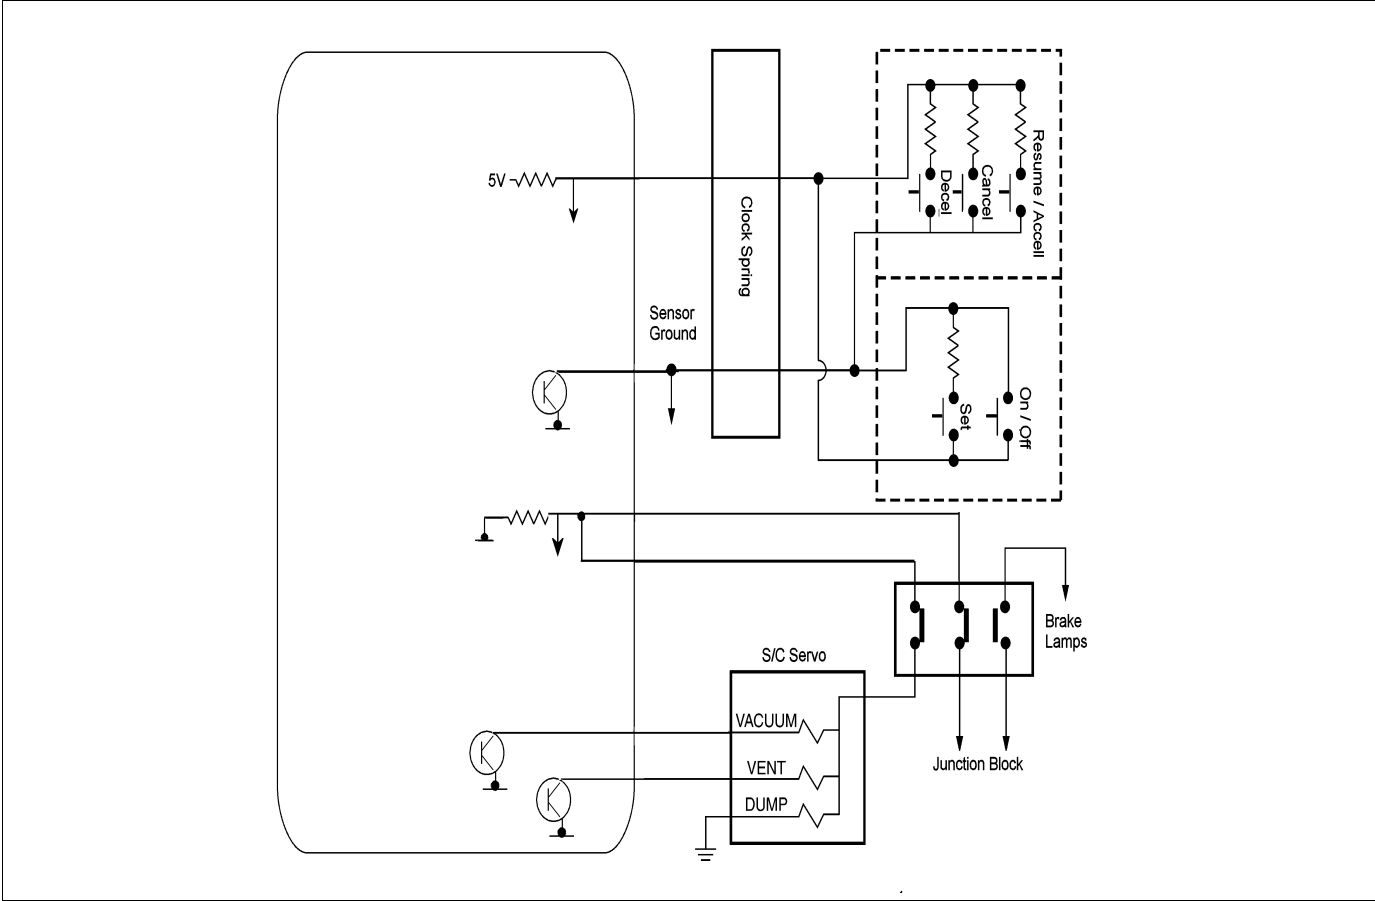 Resume / Accell
Cancel
Decel
5V
Clock Spring
Sensor
Ground
On / Off
Set
Brake
Lamps
S/C Servo
VACUUM
VENT
DUMP
Junction Block